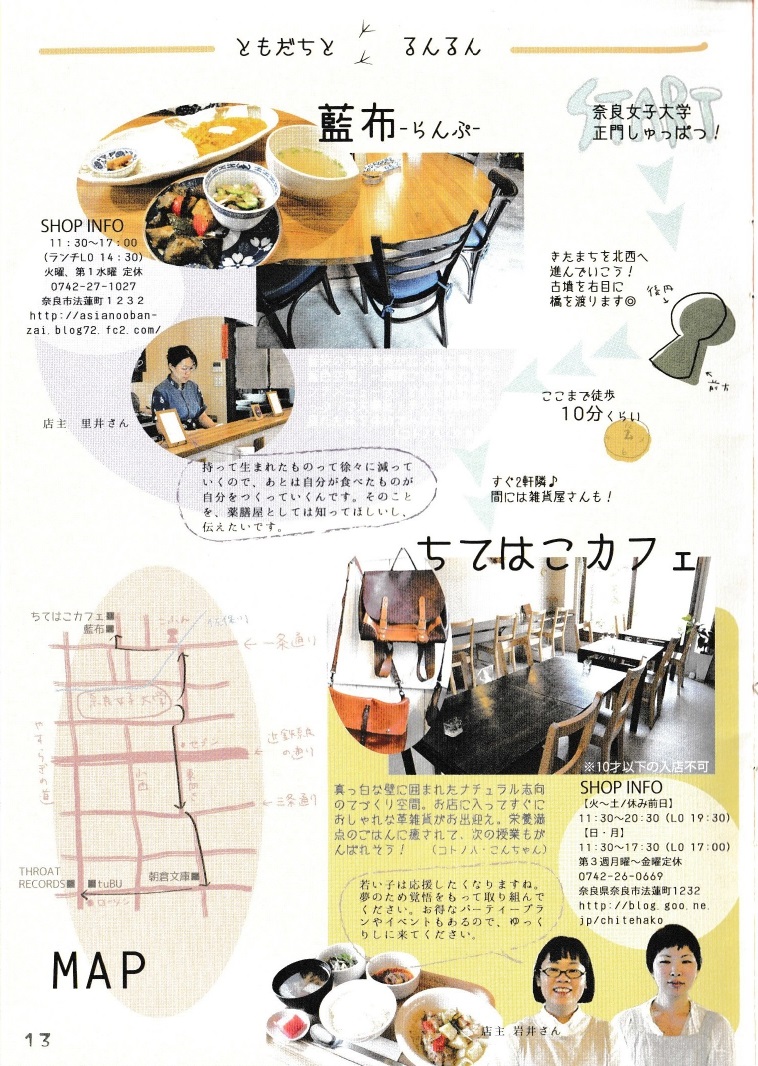 ともだちと るんるん
START
奈良女子大学
正門しゅっぱつ！
藍布-らんぷ-
SHOP INFO
11:30〜17:00
(ランチLO 14:30)
火曜、第1水曜 定休
0742-27-1027
奈良市法蓮町1232
http://asianooban-
zai.blog72.fc2.com/
きたまちを北西へ
進んでいこう！
古墳を右目に
橋を渡ります◎
後円
前方
ここまで徒歩
10分くらい
店主 里井さん
持って生まれたものって徐々に減って
いくので、あとは自分が食べたものが
自分をつくっていくんです。そのこと
を、薬膳屋としては知ってほしいし、
伝えたいです。
すぐ2軒隣♪
間には雑貨屋さんも！
ちてはこカフェ
※10才以下の入店不可
真っ白な壁に囲まれたナチュラル志向
のてづくり空間。お店に入ってすぐに
おしゃれな革雑貨がお出迎え。栄養満
点のごはんに癒されて、次の授業もが
んばれそう！ (コトノハ・こんちゃん)
SHOP INFO
【火〜土/休み前日】
11:30〜20:30 (LO 19:30)
【日・月】
11:30〜17:30 (LO 17:00)
第3週月曜〜金曜定休
0742-26-0669
奈良県奈良市法蓮町1232
http://blog.goo.ne.
jp/chitehako
若い子は応援したくなりますね。
夢のため覚悟をもって取り組んで
ください。お得なパーティープラ
ンやイベントもあるので、ゆっく
りしに来てください。
店主 岩井さん
ちてはこカフェ■
藍布■
こふん
一条通り
奈良女子大学
近鉄奈良
の通り
・セブン
やすらぎの道
三条通り
朝倉文庫■
THROAT
RECORDS■ ■tuBU
ローソン
MAP
13